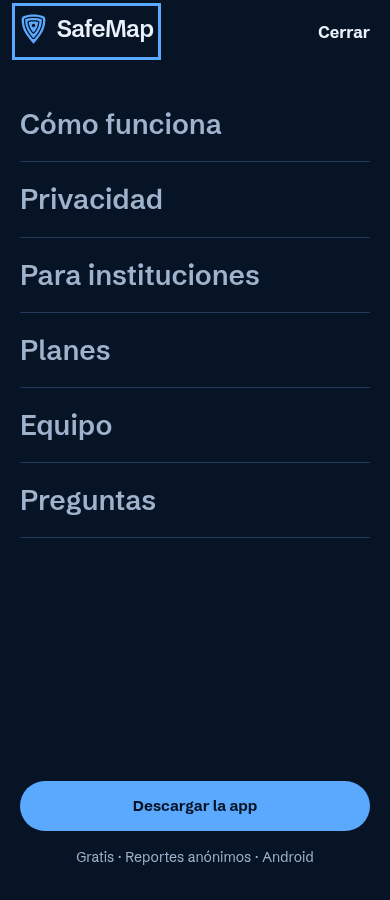 SafeMap
Cerrar
Cómo funciona
Privacidad
Para instituciones
Planes
Equipo
Preguntas
Descargar la app
Gratis · Reportes anónimos · Android